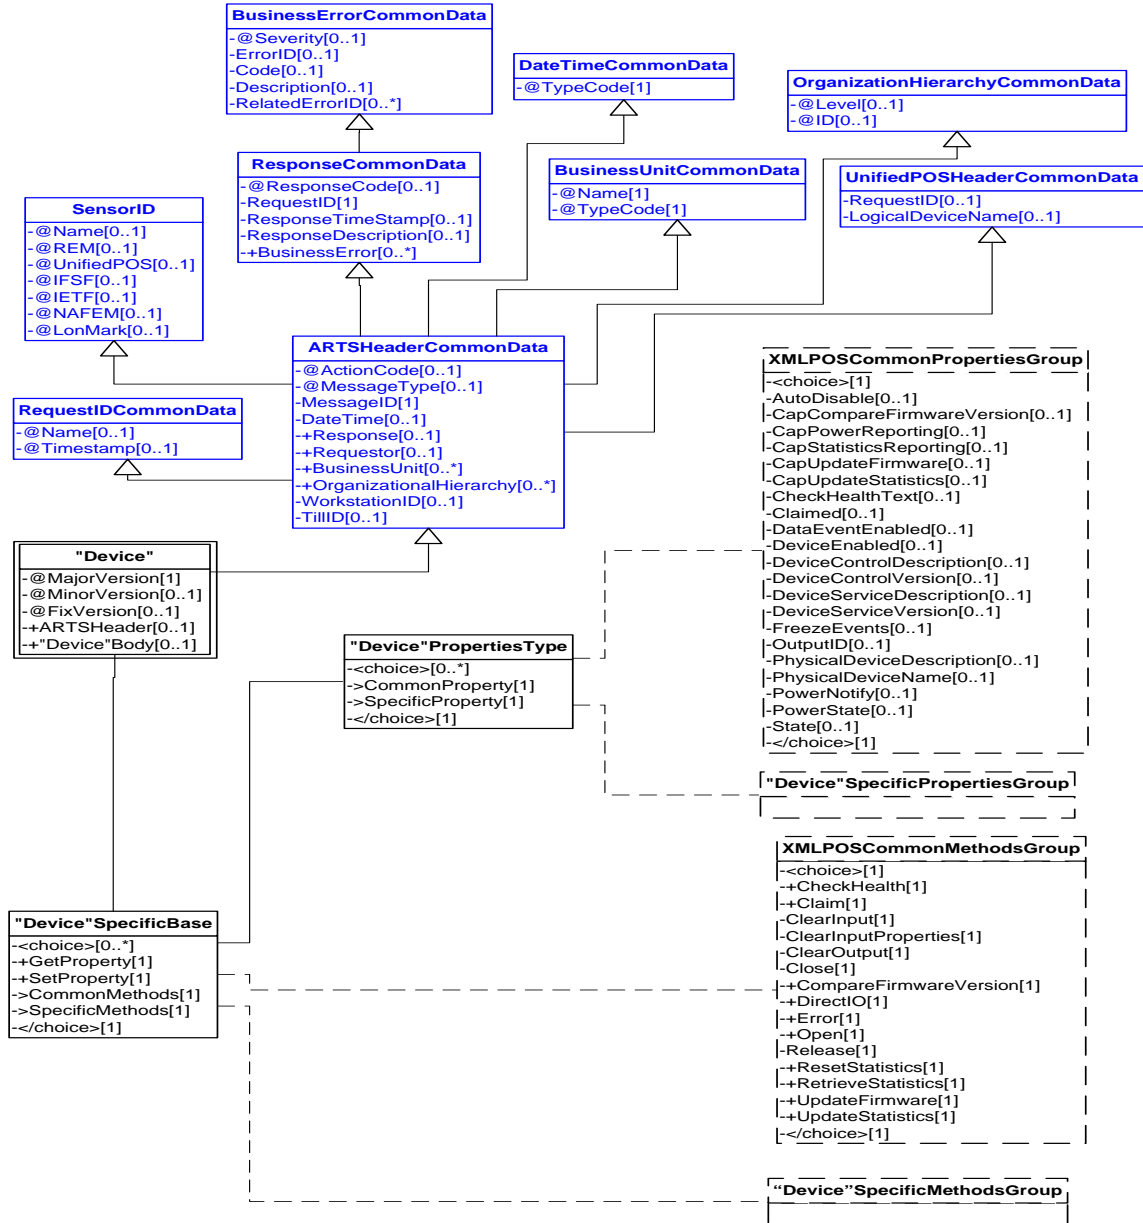 BusinessErrorCommonData
-@Severity[0..1]
-ErrorID[0..1]
-Code[0..1]
-Description[0..1]
-RelatedErrorID[0..*]
DateTimeCommonData
-@TypeCode[1]
OrganizationHierarchyCommonData
-@Level[0..1]
-@ID[0..1]
ResponseCommonData
-@ResponseCode[0..1]
-RequestID[1]
-ResponseTimeStamp[0..1]
-ResponseDescription[0..1]
-+BusinessError[0..*]
BusinessUnitCommonData
-@Name[1]
-@TypeCode[1]
UnifiedPOSHeaderCommonData
-RequestID[0..1]
-LogicalDeviceName[0..1]
SensorID
-@Name[0..1]
-@REM[0..1]
-@UnifiedPOS[0..1]
-@IFSF[0..1]
-@IETF[0..1]
-@NAFEM[0..1]
-@LonMark[0..1]
ARTSHeaderCommonData
-@ActionCode[0..1]
-@MessageType[0..1]
-MessageID[1]
-DateTime[0..1]
-+Response[0..1]
-+Requestor[0..1]
-+BusinessUnit[0..*]
-+OrganizationalHierarchy[0..*]
-WorkstationID[0..1]
-TillID[0..1]
RequestIDCommonData
-@Name[0..1]
-@Timestamp[0..1]
XMLPOSCommonPropertiesGroup
-<choice>[1]
-AutoDisable[0..1]
-CapCompareFirmwareVersion[0..1]
-CapPowerReporting[0..1]
-CapStatisticsReporting[0..1]
-CapUpdateFirmware[0..1]
-CapUpdateStatistics[0..1]
-CheckHealthText[0..1]
-Claimed[0..1]
-DataEventEnabled[0..1]
-DeviceEnabled[0..1]
-DeviceControlDescription[0..1]
-DeviceControlVersion[0..1]
-DeviceServiceDescription[0..1]
-DeviceServiceVersion[0..1]
-FreezeEvents[0..1]
-OutputID[0..1]
-PhysicalDeviceDescription[0..1]
-PhysicalDeviceName[0..1]
-PowerNotify[0..1]
-PowerState[0..1]
-State[0..1]
-</choice>[1]
"Device"
-@MajorVersion[1]
-@MinorVersion[0..1]
-@FixVersion[0..1]
-+ARTSHeader[0..1]
-+"Device"Body[0..1]
"Device"PropertiesType
-<choice>[0..*]
->CommonProperty[1]
->SpecificProperty[1]
-</choice>[1]
"Device"SpecificPropertiesGroup
XMLPOSCommonMethodsGroup
-<choice>[1]
-+CheckHealth[1]
-+Claim[1]
-ClearInput[1]
-ClearInputProperties[1]
-ClearOutput[1]
-Close[1]
-+CompareFirmwareVersion[1]
-+DirectIO[1]
-+Error[1]
-+Open[1]
-Release[1]
-+ResetStatistics[1]
-+RetrieveStatistics[1]
-+UpdateFirmware[1]
-+UpdateStatistics[1]
-</choice>[1]
"Device"SpecificBase
-<choice>[0..*]
-+GetProperty[1]
-+SetProperty[1]
->CommonMethods[1]
->SpecificMethods[1]
-</choice>[1]
“Device”SpecificMethodsGroup